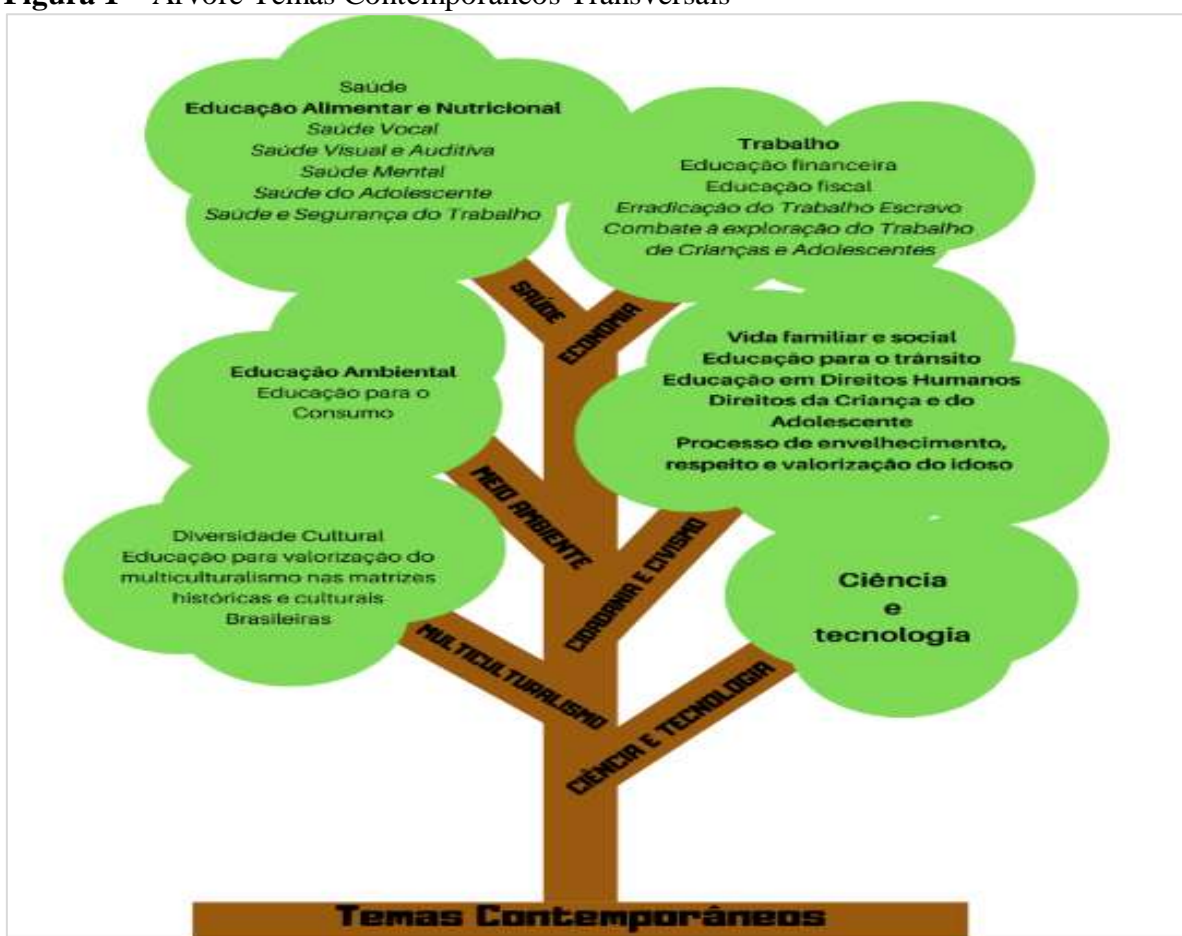 Figura 1 – Árvore Temas Contemporâneos Transversais
Saúde
Educação Alimentar e Nutricional
Saúde Vocal
Saúde Visual e Auditiva
Saúde Mental
Saúde do Adolescente
Saúde e Segurança do Trabalho
Trabalho
Educação financeira
Educação fiscal
Erradicação do Trabalho Escravo
Combate à exploração do Trabalho
de Crianças e Adolescentes
SAÚDE
ECONOMIA
Vida familiar e social
Educação para o trânsito
Educação em Direitos Humanos
Direitos da Criança e do
Adolescente
Processo de envelhecimento,
respeito e valorização do idoso
Educação Ambiental
Educação para o
Consumo
MEIO AMBIENTE
CIDADANIA E CIVISMO
Diversidade Cultural
Educação para valorização do
multiculturalismo nas matrizes
históricas e culturais
Brasileiras
Ciência
e
tecnologia
MULTICULTURALISMO
CIÊNCIA E TECNOLOGIA
Temas Contemporâneos